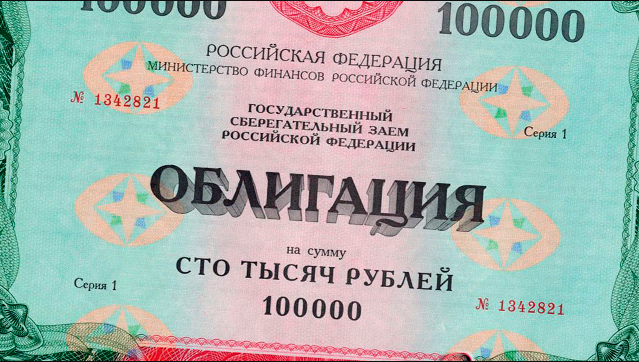 100000
100000
РОССИЙСКАЯ ФЕДЕРАЦИЯ
МИНИСТЕРСТВО ФИНАНСОВ РОССИЙСКОЙ ФЕДЕРАЦИИ
№ 1342821
ГОСУДАРСТВЕННЫЙ
СБЕРЕГАТЕЛЬНЫЙ ЗАЕМ
РОССИЙСКОЙ ФЕДЕРАЦИИ
Серия 1
ОБЛИГАЦИЯ
на сумму
СТО ТЫСЯЧ РУБЛЕЙ
Серия 1
100000
№ 1342821